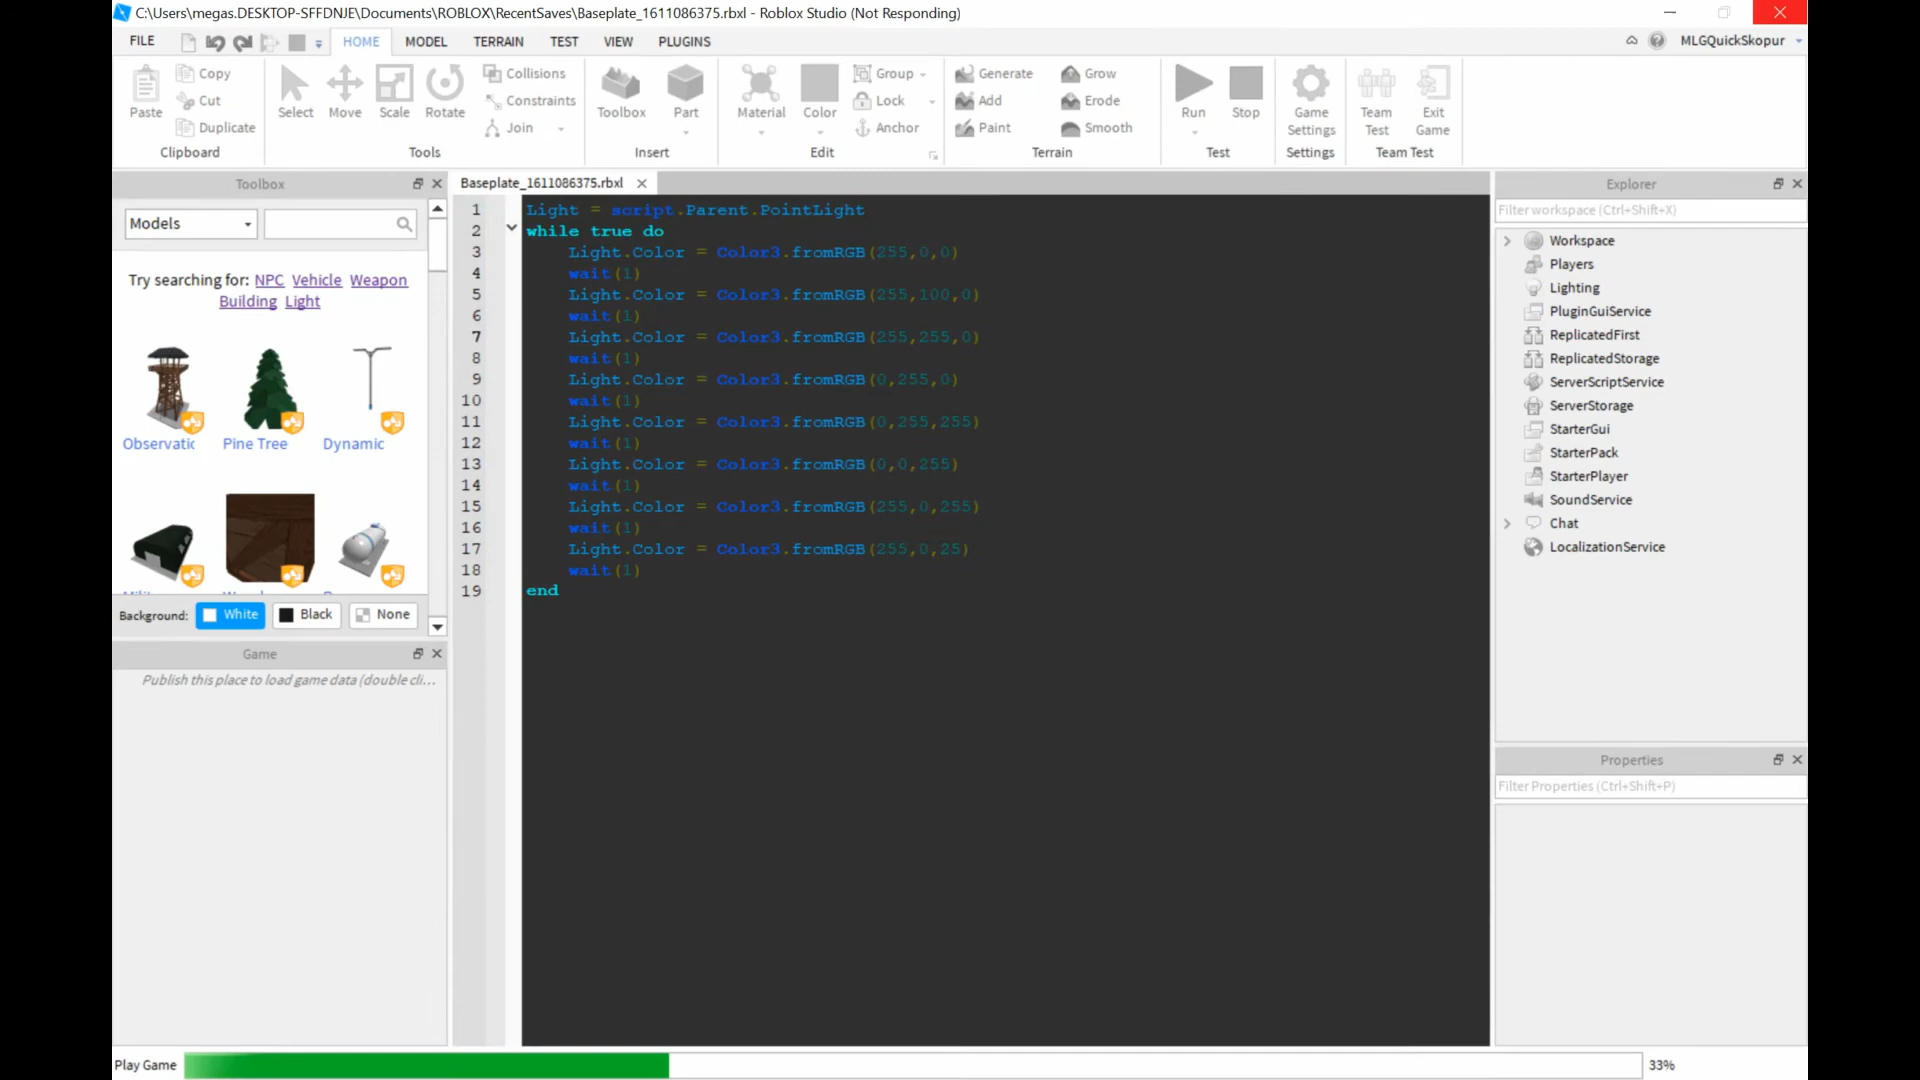 C:\Users\megas.DESKTOP-SFFDNJE\Documents\ROBLOX\RecentSaves\Baseplate_1611086375.rbxl - Roblox Studio (Not Responding)
FILE HOME MODEL TERRAIN TEST VIEW PLUGINS MLGQuickSkopur
Copy Collisions Group Generate Grow
Cut Constraints Lock Add Erode
Paste Select Move Scale Rotate Toolbox Part Material Color Run Stop Game Settings Team Test Exit Game
Duplicate Join Anchor Paint Smooth
Clipboard Tools Insert Edit Terrain Test Settings Team Test
Toolbox
Models
Try searching for: NPC Vehicle Weapon
Building Light
Observatic Pine Tree Dynamic
Background: White Black None
Game
Publish this place to load game data (double cli...
Baseplate_1611086375.rbxl
1 Light = script.Parent.PointLight
2 while true do
3 Light.Color = Color3.fromRGB(255,0,0)
4 wait(1)
5 Light.Color = Color3.fromRGB(255,100,0)
6 wait(1)
7 Light.Color = Color3.fromRGB(255,255,0)
8 wait(1)
9 Light.Color = Color3.fromRGB(0,255,0)
10 wait(1)
11 Light.Color = Color3.fromRGB(0,255,255)
12 wait(1)
13 Light.Color = Color3.fromRGB(0,0,255)
14 wait(1)
15 Light.Color = Color3.fromRGB(255,0,255)
16 wait(1)
17 Light.Color = Color3.fromRGB(255,0,25)
18 wait(1)
19 end
Explorer
Filter workspace (Ctrl+Shift+X)
Workspace
Players
Lighting
PluginGuiService
ReplicatedFirst
ReplicatedStorage
ServerScriptService
ServerStorage
StarterGui
StarterPack
StarterPlayer
SoundService
Chat
LocalizationService
Properties
Filter Properties (Ctrl+Shift+P)
Play Game 33%